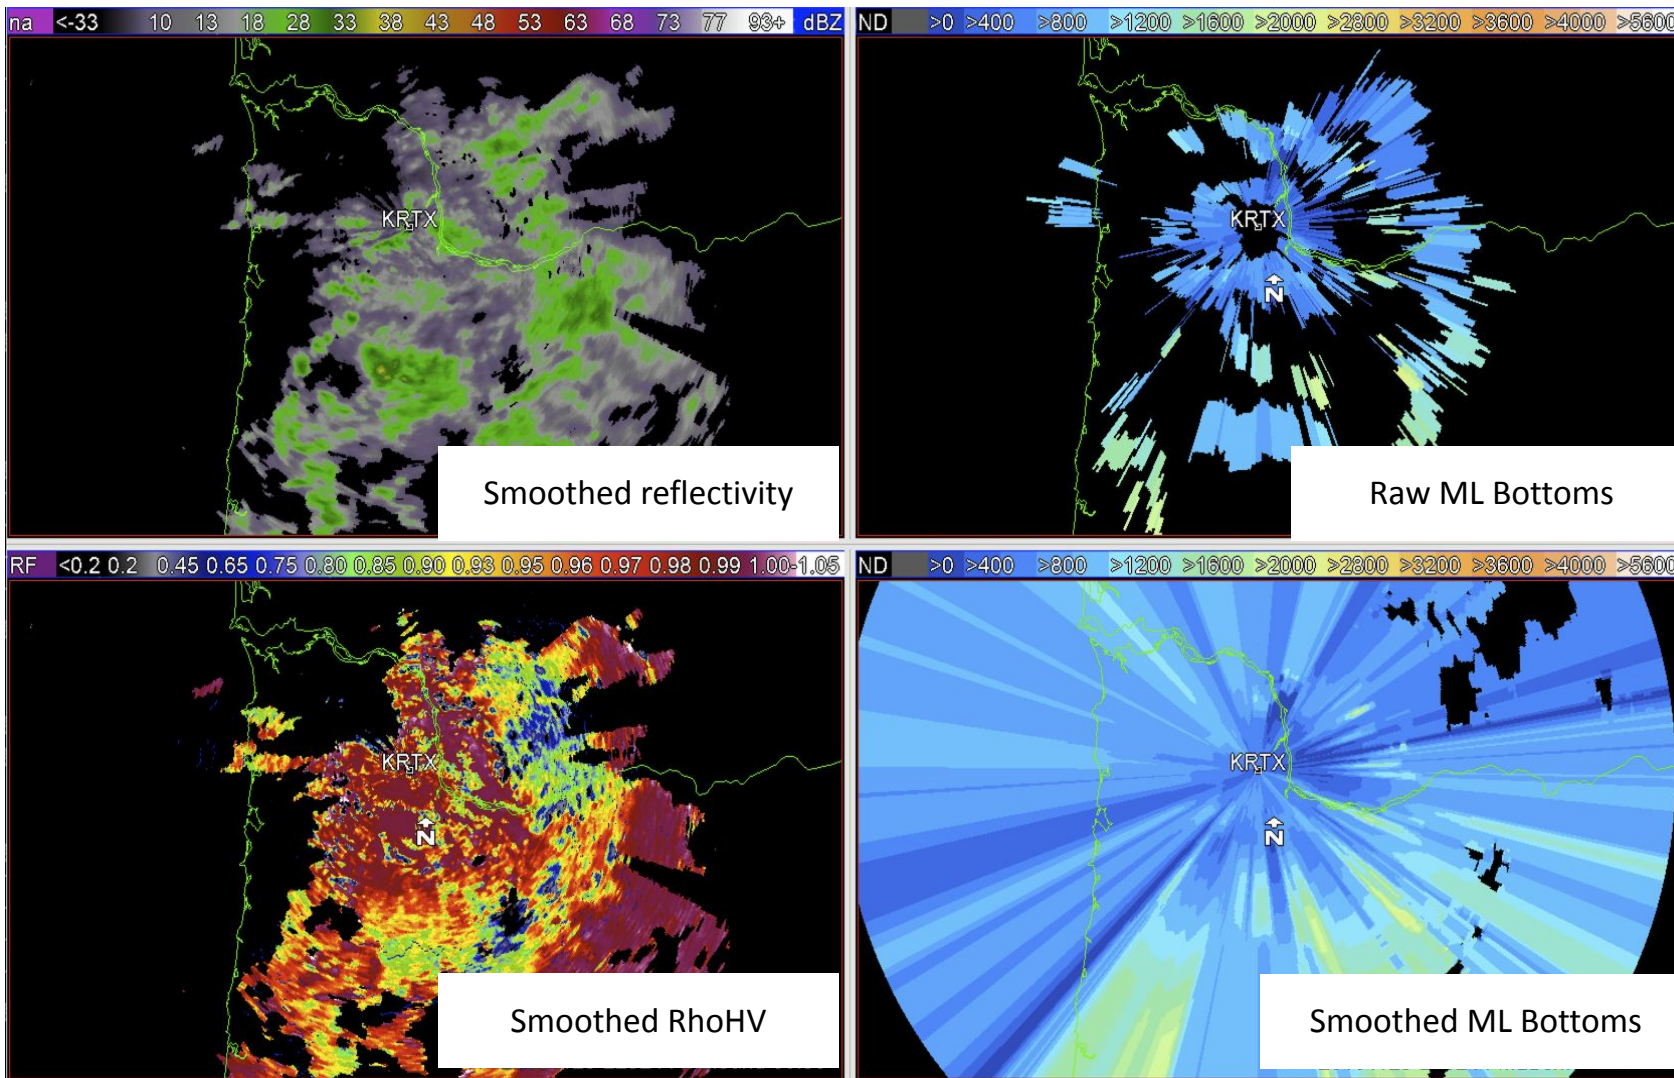 na <-33 10 13 18 28 33 38 43 48 53 63 68 73 77 93+ dBZ
ND >0 >400 >800 >1200 >1600 >2000 >2800 >3200 >3600 >4000 >5600
KRTX
KRTX
N
Smoothed reflectivity
Raw ML Bottoms
RF <0.2 0.2 0.45 0.65 0.75 0.80 0.85 0.90 0.93 0.95 0.96 0.97 0.98 0.99 1.00-1.05
ND >0 >400 >800 >1200 >1600 >2000 >2800 >3200 >3600 >4000 >5600
KRTX
KRTX
N
N
Smoothed RhoHV
Smoothed ML Bottoms